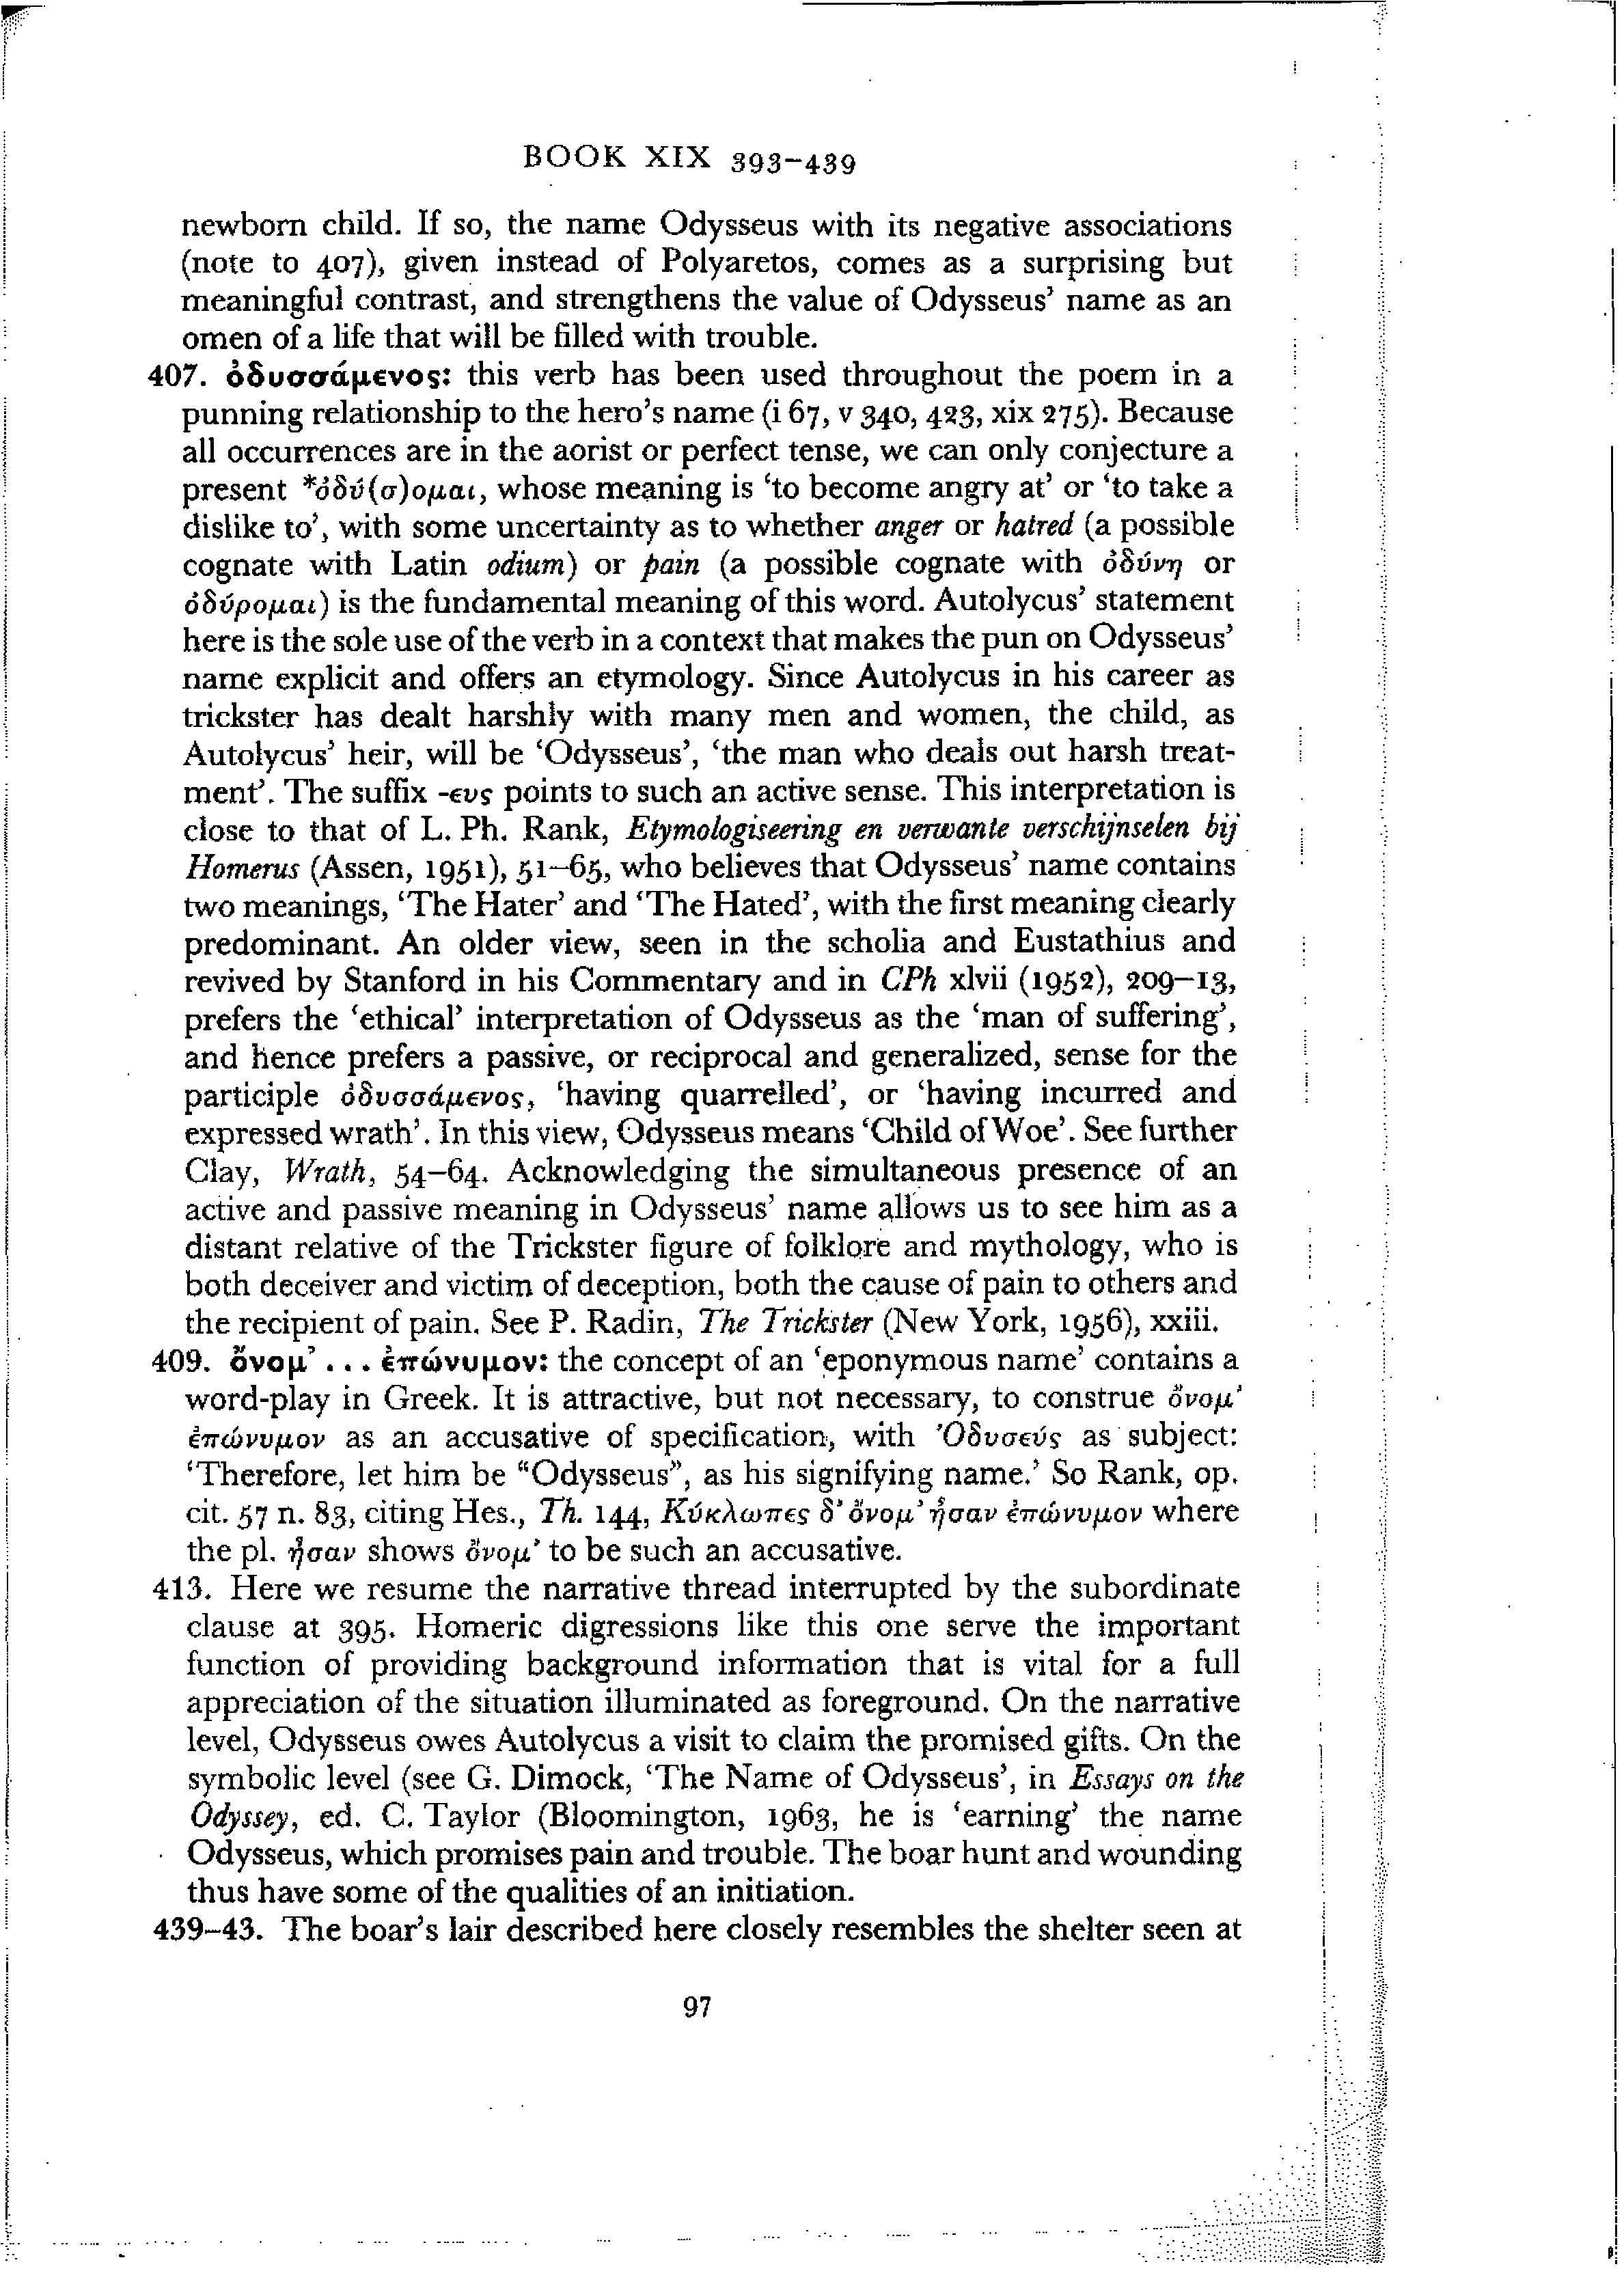 BOOK XIX 393–439
newborn child. If so, the name Odysseus with its negative associations
(note to 407), given instead of Polyaretos, comes as a surprising but
meaningful contrast, and strengthens the value of Odysseus’ name as an
omen of a life that will be filled with trouble.
407. ὀδυσσάμενος: this verb has been used throughout the poem in a
punning relationship to the hero’s name (i 67, v 340, 423, xix 275). Because
all occurrences are in the aorist or perfect tense, we can only conjecture a
present *ὀδύ(σ)ομαι, whose meaning is ‘to become angry at’ or ‘to take a
dislike to’, with some uncertainty as to whether anger or hatred (a possible
cognate with Latin odium) or pain (a possible cognate with ὀδύνη or
ὀδύρομαι) is the fundamental meaning of this word. Autolycus’ statement
here is the sole use of the verb in a context that makes the pun on Odysseus’
name explicit and offers an etymology. Since Autolycus in his career as
trickster has dealt harshly with many men and women, the child, as
Autolycus’ heir, will be ‘Odysseus’, ‘the man who deals out harsh treat-
ment’. The suffix -ευς points to such an active sense. This interpretation is
close to that of L. Ph. Rank, Etymologiseering en verwante verschijnselen bij
Homerus (Assen, 1951), 51–65, who believes that Odysseus’ name contains
two meanings, ‘The Hater’ and ‘The Hated’, with the first meaning clearly
predominant. An older view, seen in the scholia and Eustathius and
revived by Stanford in his Commentary and in CPh xlvii (1952), 209–13,
prefers the ‘ethical’ interpretation of Odysseus as the ‘man of suffering’,
and hence prefers a passive, or reciprocal and generalized, sense for the
participle ὀδυσσάμενος, ‘having quarrelled’, or ‘having incurred and
expressed wrath’. In this view, Odysseus means ‘Child of Woe’. See further
Clay, Wrath, 54–64. Acknowledging the simultaneous presence of an
active and passive meaning in Odysseus’ name allows us to see him as a
distant relative of the Trickster figure of folklore and mythology, who is
both deceiver and victim of deception, both the cause of pain to others and
the recipient of pain. See P. Radin, The Trickster (New York, 1956), xxiii.
409. ὄνομ’ . . . ἐπώνυμον: the concept of an ‘eponymous name’ contains a
word-play in Greek. It is attractive, but not necessary, to construe ὄνομ’
ἐπώνυμον as an accusative of specification, with Ὀδυσεύς as subject:
‘Therefore, let him be “Odysseus”, as his signifying name.’ So Rank, op.
cit. 57 n. 83, citing Hes., Th. 144, Κύκλωπες δ’ ὄνομ’ ἦσαν ἐπώνυμον where
the pl. ἦσαν shows ὄνομ’ to be such an accusative.
413. Here we resume the narrative thread interrupted by the subordinate
clause at 395. Homeric digressions like this one serve the important
function of providing background information that is vital for a full
appreciation of the situation illuminated as foreground. On the narrative
level, Odysseus owes Autolycus a visit to claim the promised gifts. On the
symbolic level (see G. Dimock, ‘The Name of Odysseus’, in Essays on the
Odyssey, ed. C. Taylor (Bloomington, 1963, he is ‘earning’ the name
Odysseus, which promises pain and trouble. The boar hunt and wounding
thus have some of the qualities of an initiation.
439–43. The boar’s lair described here closely resembles the shelter seen at
97